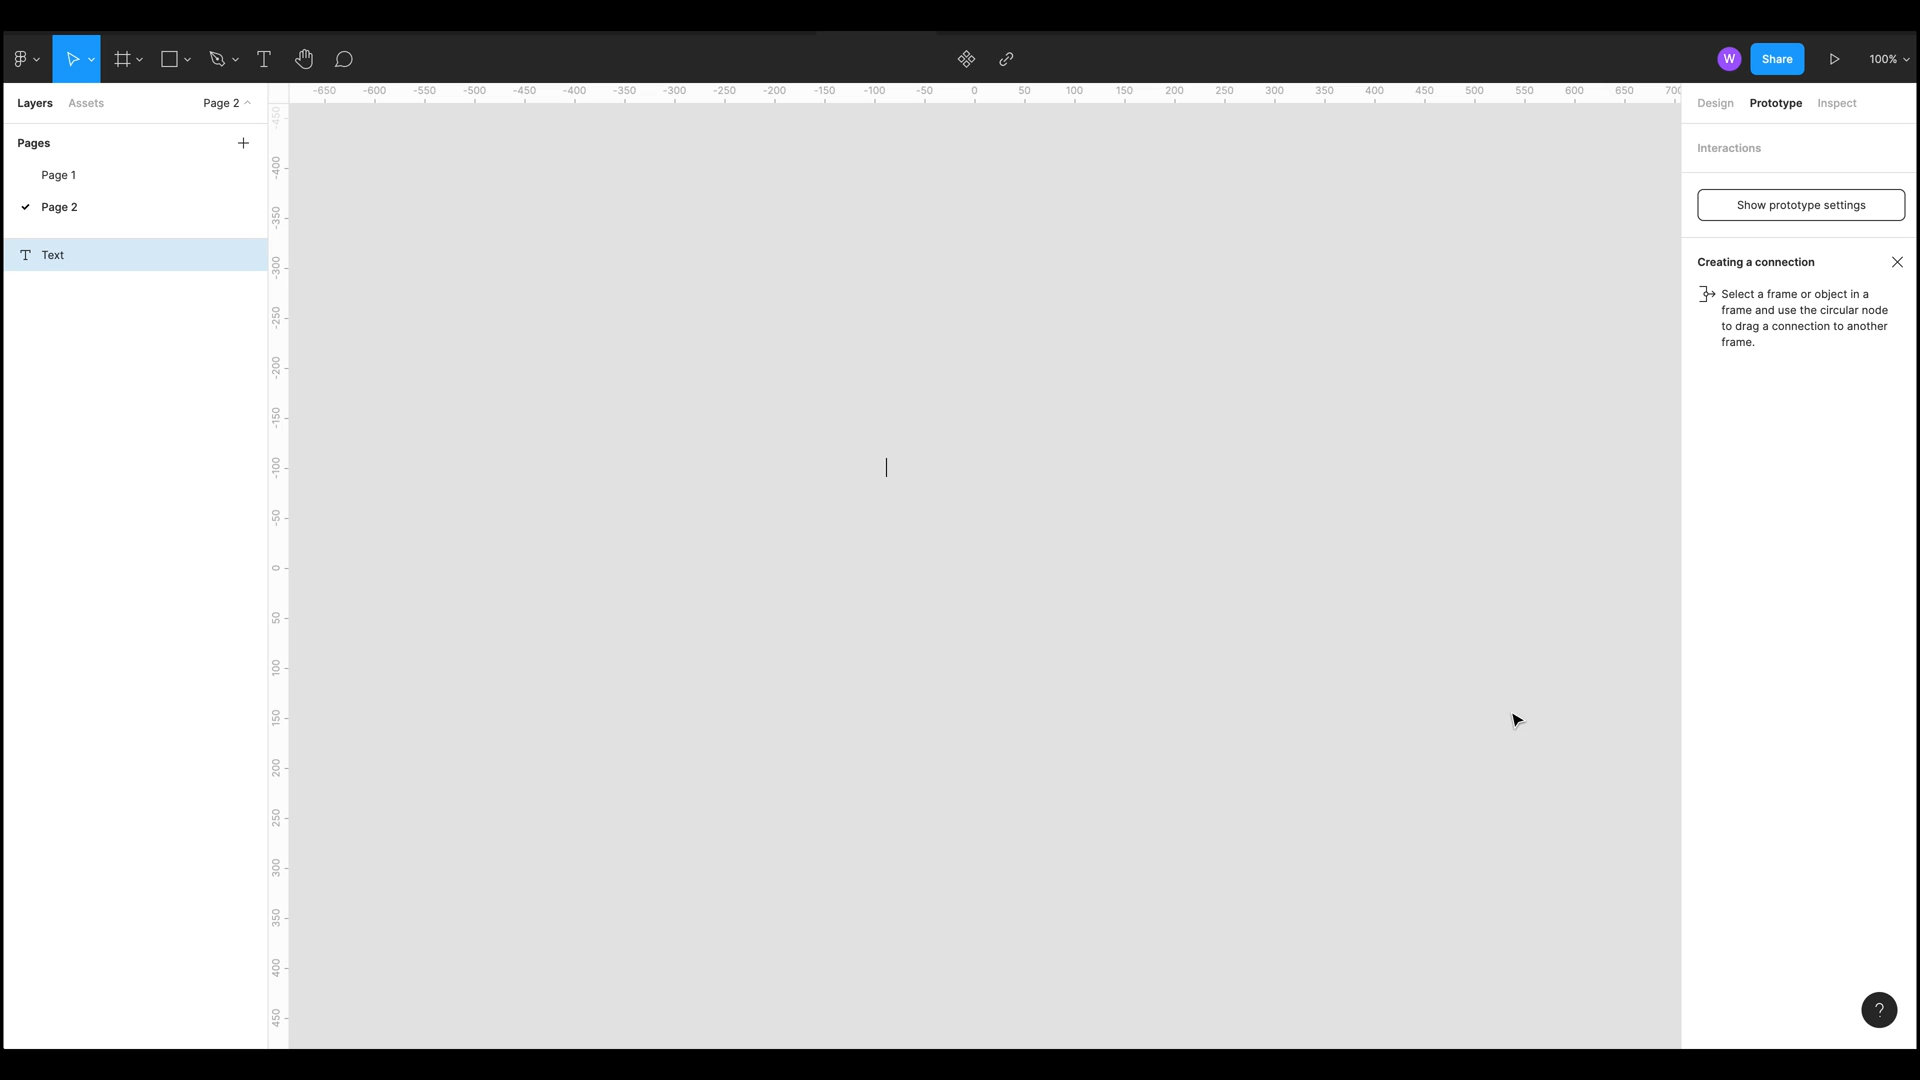 W
Share
100%
Layers
Assets
Page 2
-650 -600 -550 -500 -450 -400 -350 -300 -250 -200 -150 -100 -50 0 50 100 150 200 250 300 350 400 450 500 550 600 650 700
Design
Prototype
Inspect
Pages
Page 1
Page 2
Text
-450
-400
-350
-300
-250
-200
-150
-100
-50
0
50
100
150
200
250
300
350
400
450
Interactions
Show prototype settings
Creating a connection
Select a frame or object in a
frame and use the circular node
to drag a connection to another
frame.
?